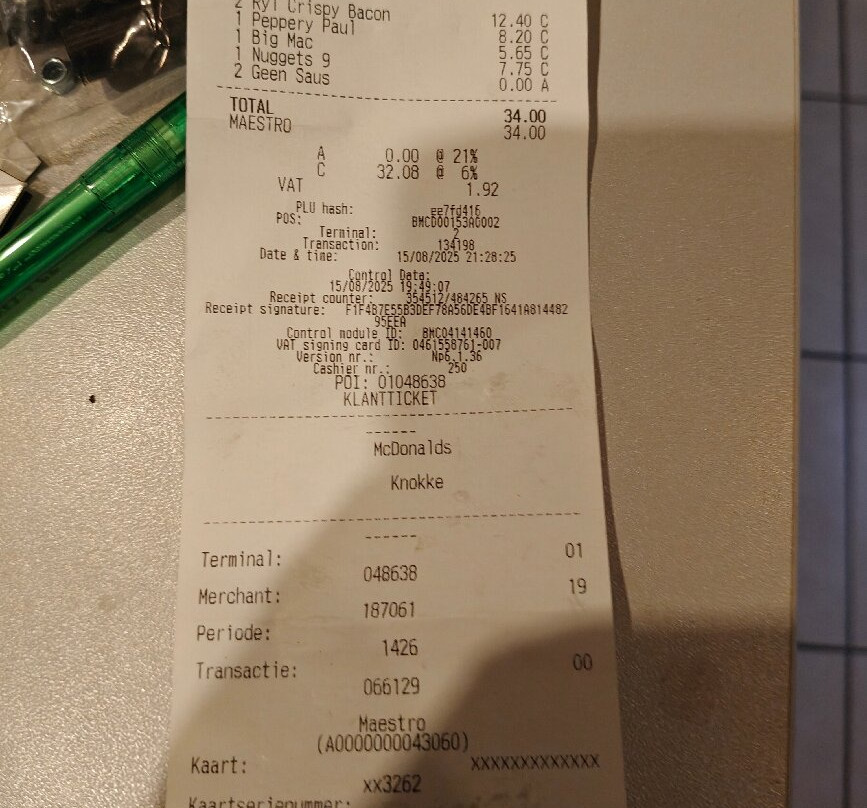 2 Ryl Crispy Bacon 12.40 C
1 Peppery Paul 8.20 C
1 Big Mac 5.65 C
1 Nuggets 9 7.75 C
2 Geen Saus 0.00 A
TOTAL 34.00
MAESTRO 34.00
A 0.00 @ 21%
C 32.08 @ 6%
VAT 1.92
PLU hash: ee7fd416
POS: BMCD00153A0002
Terminal: 2
Transaction: 134198
Date & time: 15/08/2025 21:28:25
Control Data:
15/08/2025 19:49:07
Receipt counter: 354512/484265 NS
Receipt signature: F1F4B7E55B3DEF78A56DE4BF1641A814482
95EEA
Control module ID: BMC04141460
VAT signing card ID: 0461558761-007
Version nr.: Np6.1.36
Cashier nr.: 250
POI: 01048638
KLANTTICKET
McDonalds
Knokke
Terminal: 01
048638
Merchant: 19
187061
Periode:
1426
Transactie: 00
066129
Maestro
(A0000000043060)
Kaart: XXXXXXXXXXXXX
xx3262
Kaartserienummer: